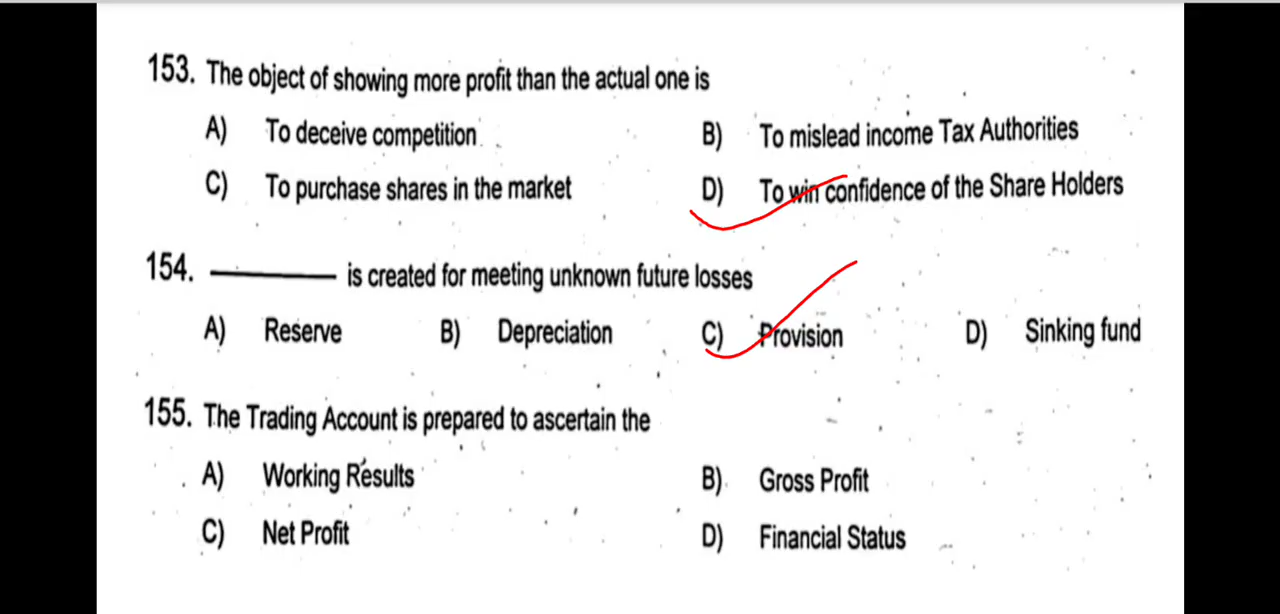 153. The object of showing more profit than the actual one is
A) To deceive competition B) To mislead income Tax Authorities
C) To purchase shares in the market D) To win confidence of the Share Holders
154. ________ is created for meeting unknown future losses
A) Reserve B) Depreciation C) Provision D) Sinking fund
155. The Trading Account is prepared to ascertain the
A) Working Results B) Gross Profit
C) Net Profit D) Financial Status